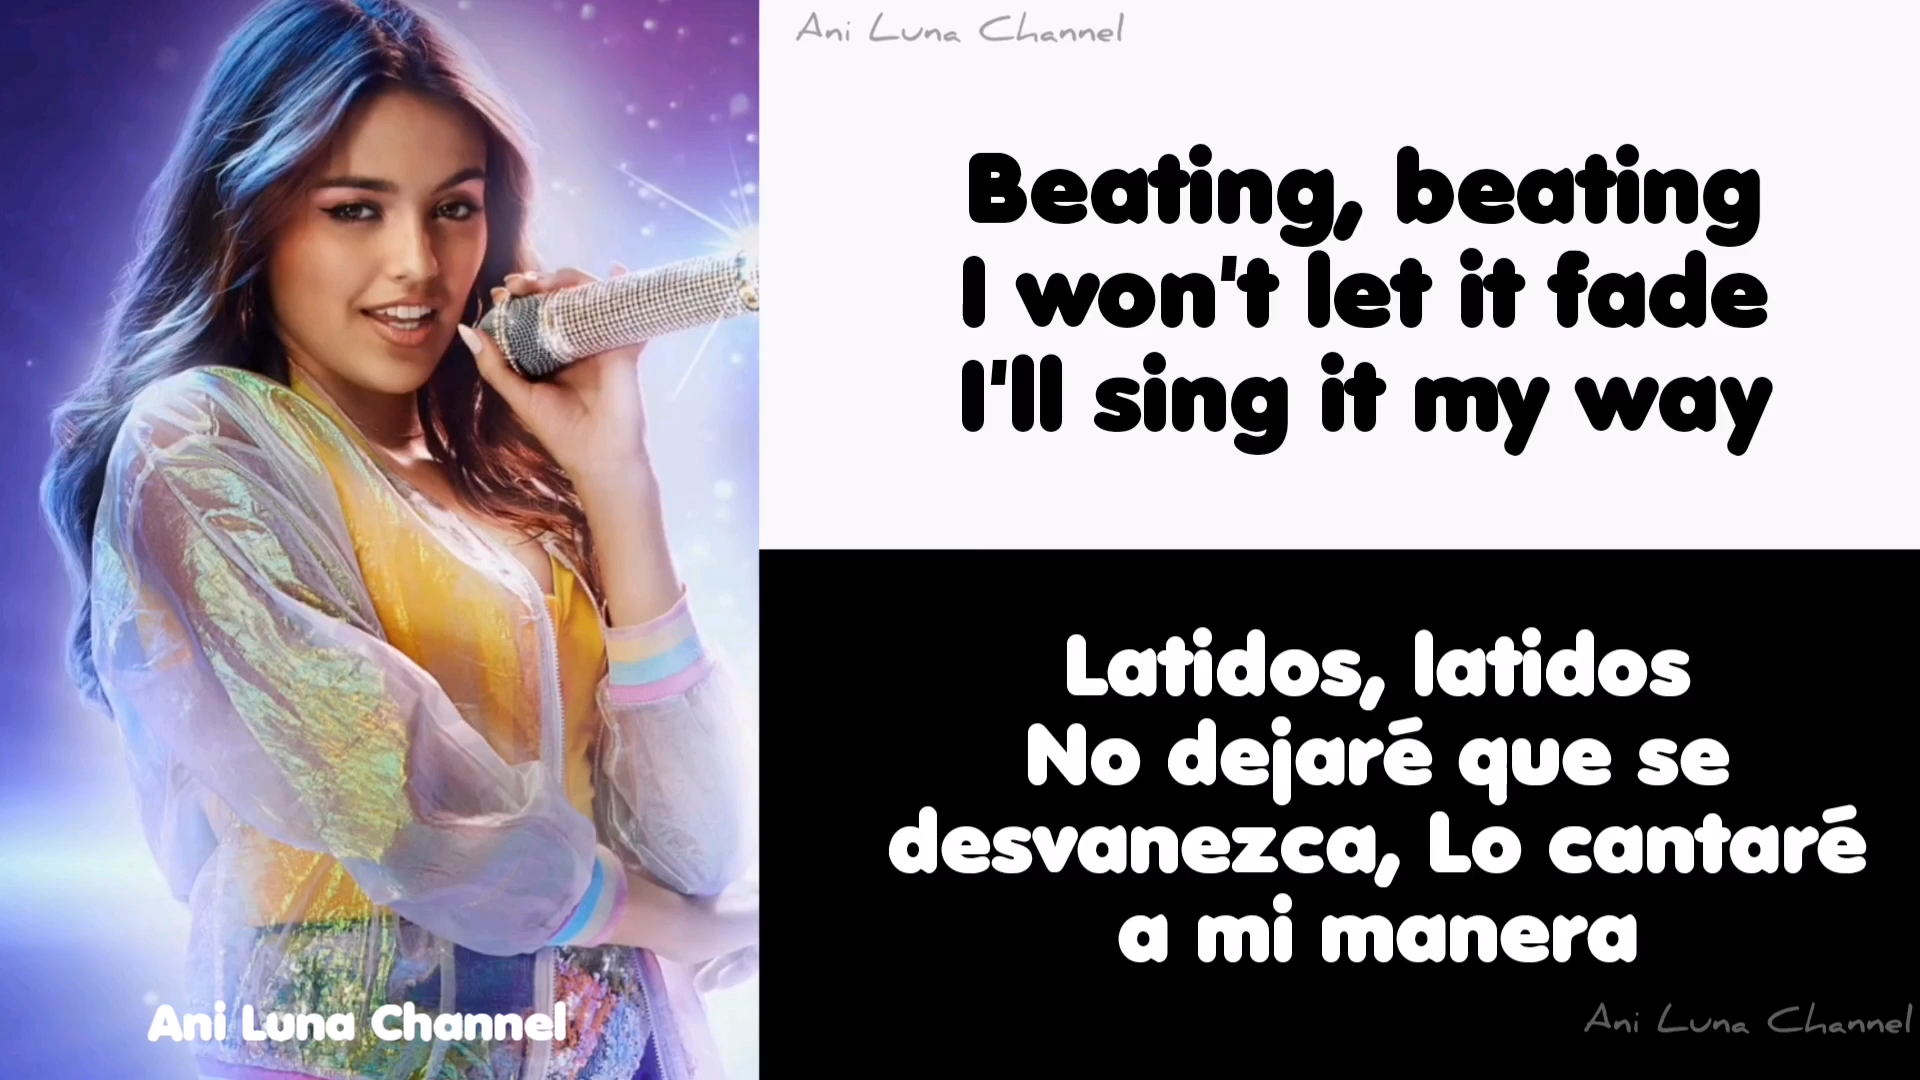 Ani Luna Channel
Beating, beating
I won't let it fade
I'll sing it my way
Latidos, latidos
No dejaré que se
desvanezca, Lo cantaré
a mi manera
Ani Luna Channel
Ani Luna Channel